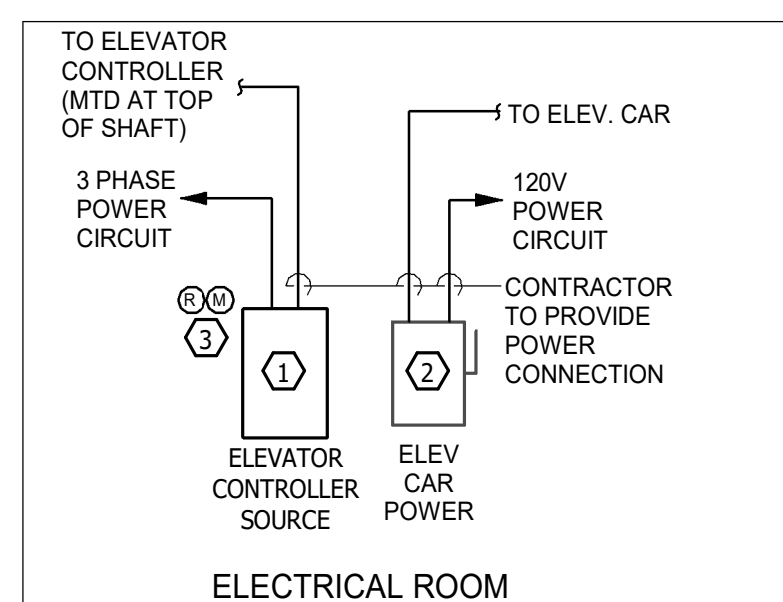 TO ELEVATOR
CONTROLLER
(MTD AT TOP
OF SHAFT)
TO ELEV. CAR
3 PHASE
POWER
CIRCUIT
120V
POWER
CIRCUIT
CONTRACTOR
TO PROVIDE
POWER
CONNECTION
R M
3
1
2
ELEVATOR
CONTROLLER
SOURCE
ELEV
CAR
POWER
ELECTRICAL ROOM